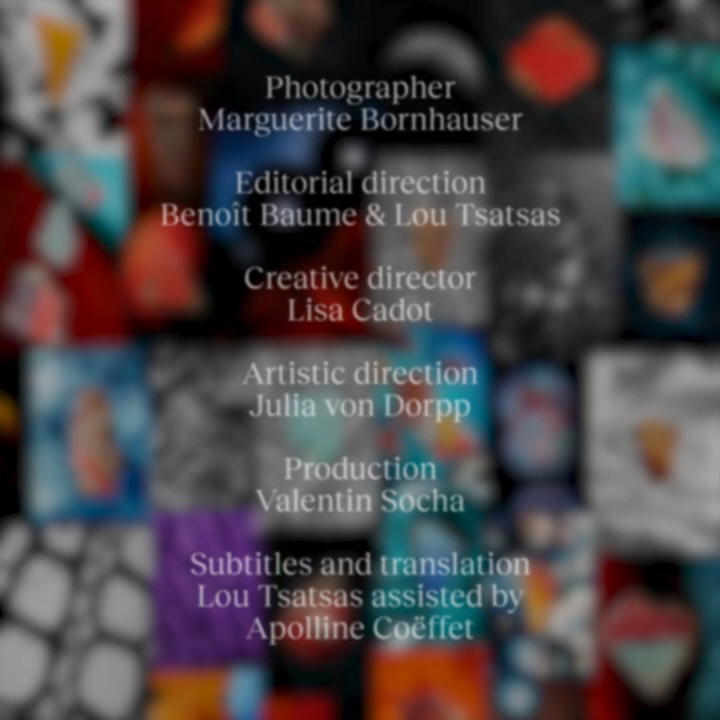 Photographer
Marguerite Bornhauser
Editorial direction
Benoît Baume & Lou Tsatsas
Creative director
Lisa Cadot
Artistic direction
Julia von Dorpp
Production
Valentin Socha
Subtitles and translation
Lou Tsatsas assisted by
Apolline Coëffet